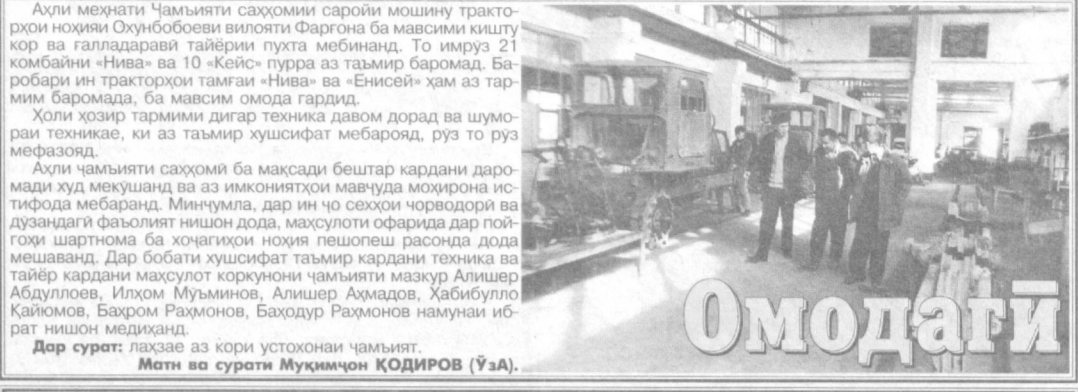 Аҳли меҳнати Ҷамъияти саҳҳомии саройи мошину тракто-
рҳои ноҳияи Охунбобоеви вилояти Фарғона ба мавсими кишту
кор ва ғалладаравӣ тайёрии пухта мебинанд. То имрӯз 21
комбайни «Нива» ва 10 «Кейс» пурра аз таъмир баромад. Ба-
робари ин тракторҳои тамғаи «Нива» ва «Енисей» ҳам аз тар-
мим баромада, ба мавсим омода гардид.
Ҳоли ҳозир тармими дигар техника давом дорад ва шумо-
раи техникае, ки аз таъмир хушсифат мебарояд, рӯз то рӯз
мефазояд.
Аҳли ҷамъияти саҳҳомӣ ба мақсади бештар кардани даро-
мади худ мекӯшанд ва аз имкониятҳои мавҷуда моҳирона ис-
тифода мебаранд. Минҷумла, дар ин ҷо сехҳои чорводорӣ ва
дӯзандагӣ фаъолият нишон дода, маҳсулоти офарида дар пой-
гоҳи шартнома ба хоҷагиҳои ноҳия пешопеш расонда дода
мешаванд. Дар бобати хушсифат таъмир кардани техника ва
тайёр кардани маҳсулот коркунони ҷамъияти мазкур Алишер
Абдуллоев, Илҳом Мӯъминов, Алишер Аҳмадов, Ҳабибулло
Қайюмов, Баҳром Раҳмонов, Баҳодур Раҳмонов намунаи иб-
рат нишон медиҳанд.
Дар сурат: лаҳзае аз кори устохонаи ҷамъият.
Матн ва сурати Муқимҷон ҚОДИРОВ (ЎзА).
Омодагӣ